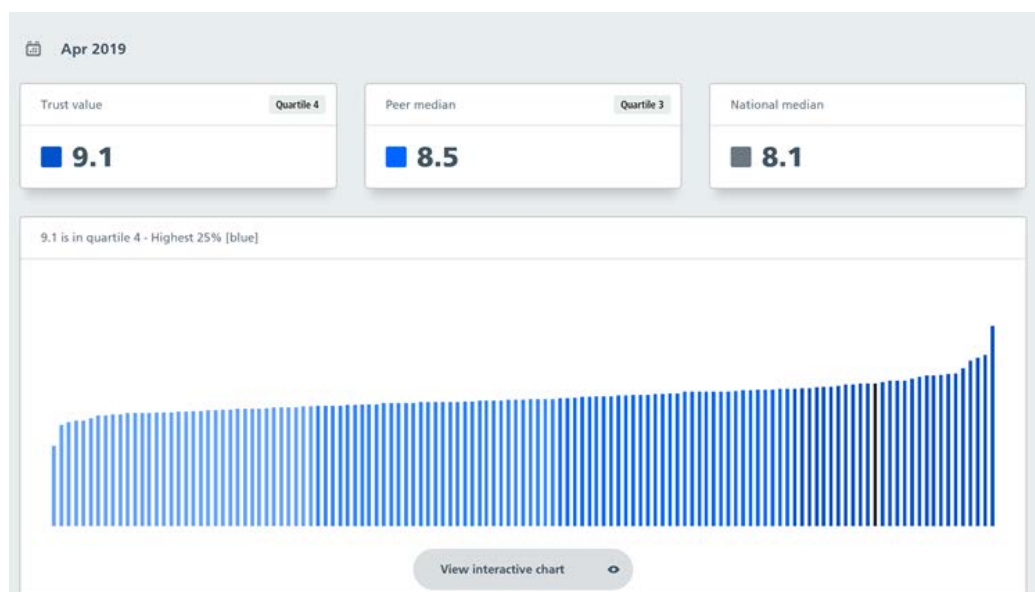 Apr 2019
Trust value Quartile 4
9.1
Peer median Quartile 3
8.5
National median
8.1
9.1 is in quartile 4 - Highest 25% [blue]
View interactive chart